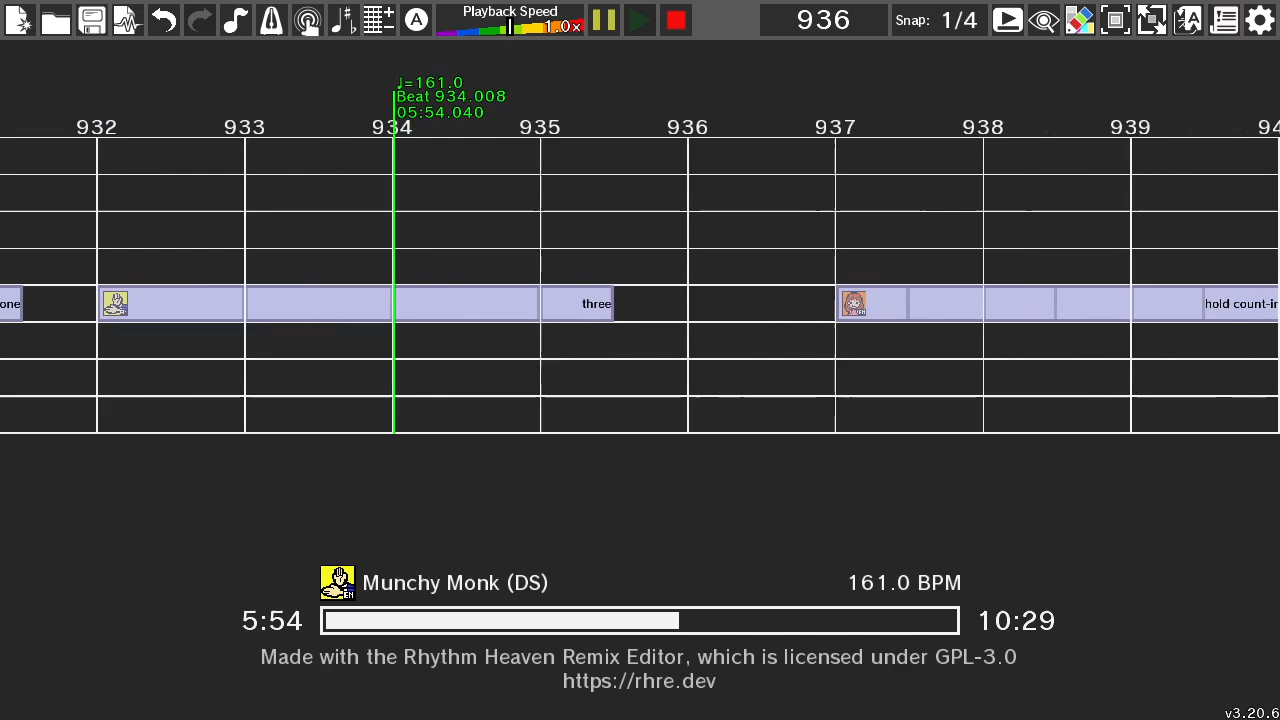 Playback Speed
1.0x
936
Snap: 1/4
A
♩=161.0
Beat 934.008
05:54.040
932 933 934 935 936 937 938 939 94
one
three
hold count-in
Munchy Monk (DS) 161.0 BPM
5:54 10:29
Made with the Rhythm Heaven Remix Editor, which is licensed under GPL-3.0
https://rhre.dev
v3.20.6